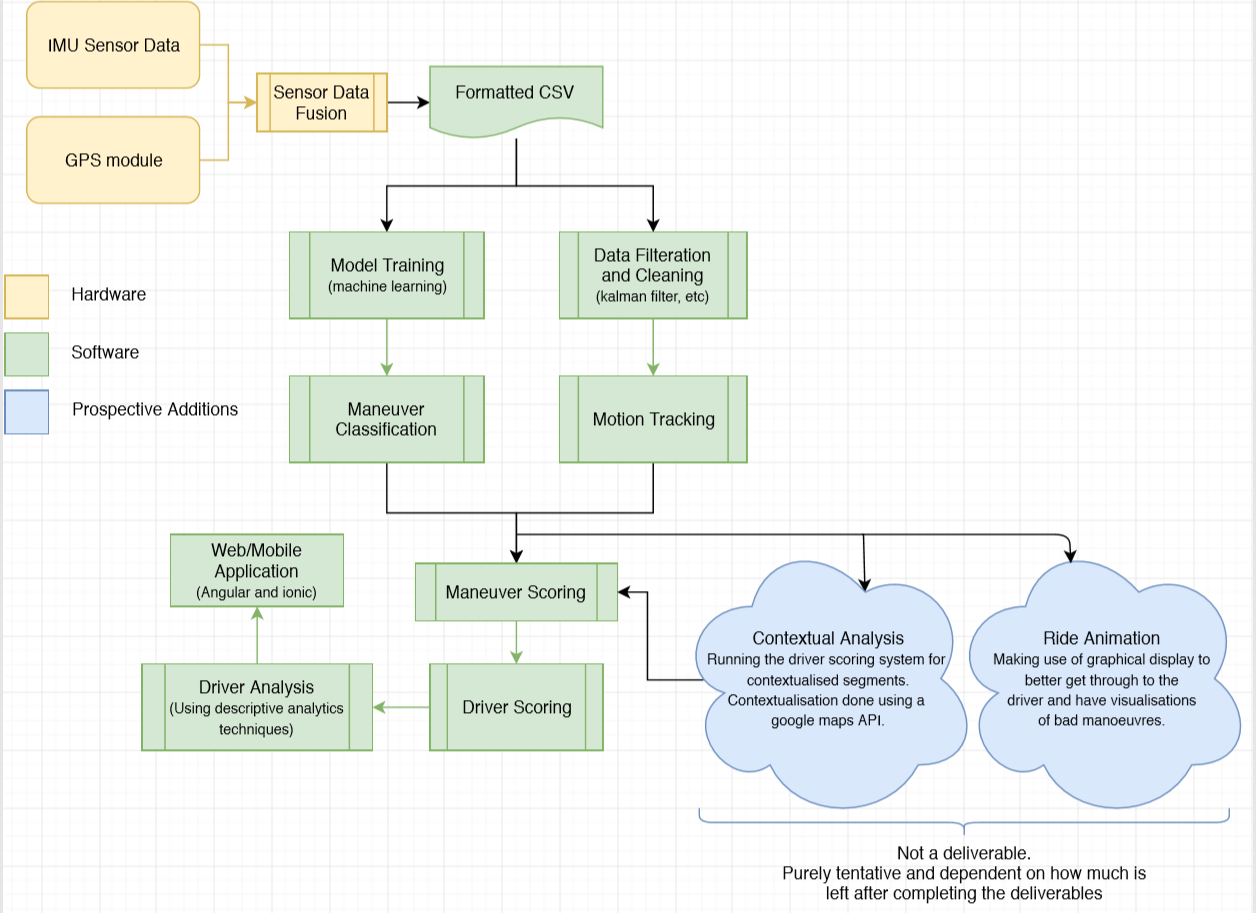 IMU Sensor Data
GPS module
Sensor Data
Fusion
Formatted CSV
Model Training
(machine learning)
Data Filteration
and Cleaning
(kalman filter, etc)
Hardware
Software
Prospective Additions
Maneuver
Classification
Motion Tracking
Web/Mobile
Application
(Angular and ionic)
Maneuver Scoring
Driver Analysis
(Using descriptive analytics
techniques)
Driver Scoring
Contextual Analysis
Running the driver scoring system for
contextualised segments.
Contextualisation done using a
google maps API.
Ride Animation
Making use of graphical display to
better get through to the
driver and have visualisations
of bad manoeuvres.
Not a deliverable.
Purely tentative and dependent on how much is
left after completing the deliverables